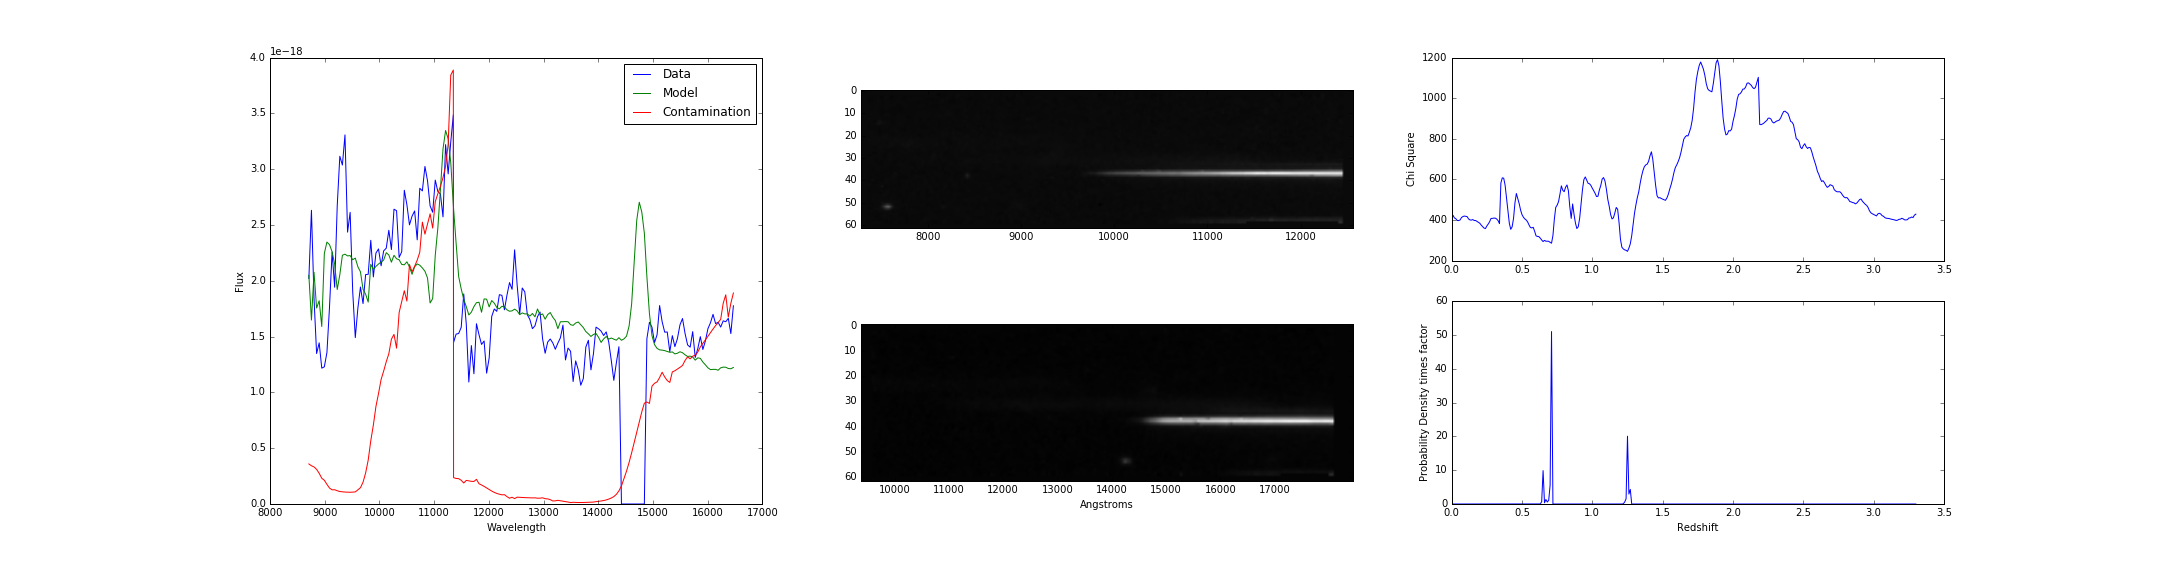 1e−18
4.0
3.5
3.0
2.5
2.0
1.5
1.0
0.5
0.0
Flux
8000 9000 10000 11000 12000 13000 14000 15000 16000 17000
Wavelength
Data
Model
Contamination
0
10
20
30
40
50
60
8000 9000 10000 11000 12000
0
10
20
30
40
50
60
10000 11000 12000 13000 14000 15000 16000 17000
Angstroms
1200
1000
800
600
400
200
Chi Square
0.0 0.5 1.0 1.5 2.0 2.5 3.0 3.5
60
50
40
30
20
10
0
Probability Density times factor
0.0 0.5 1.0 1.5 2.0 2.5 3.0 3.5
Redshift